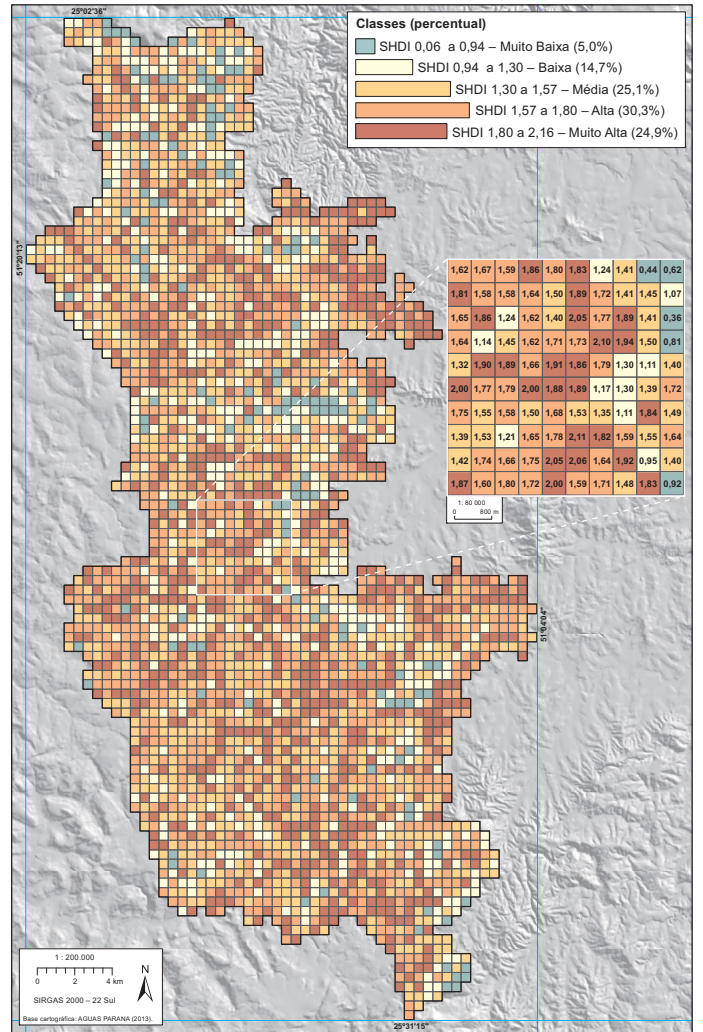 25°02'36"
Classes (percentual)
SHDI 0,06 a 0,94 – Muito Baixa (5,0%)
SHDI 0,94 a 1,30 – Baixa (14,7%)
SHDI 1,30 a 1,57 – Média (25,1%)
SHDI 1,57 a 1,80 – Alta (30,3%)
SHDI 1,80 a 2,16 – Muito Alta (24,9%)
51°20'13"
1,62 1,67 1,59 1,86 1,80 1,83 1,24 1,41 0,44 0,62
1,81 1,58 1,58 1,64 1,50 1,89 1,72 1,41 1,45 1,07
1,65 1,86 1,24 1,62 1,40 2,05 1,77 1,89 1,41 0,36
1,64 1,14 1,45 1,62 1,71 1,73 2,10 1,94 1,50 0,81
1,32 1,90 1,89 1,66 1,91 1,86 1,79 1,30 1,11 1,40
2,00 1,77 1,79 2,00 1,88 1,89 1,17 1,30 1,39 1,72
1,75 1,55 1,58 1,50 1,68 1,53 1,35 1,11 1,84 1,49
1,39 1,53 1,21 1,65 1,78 2,11 1,82 1,59 1,55 1,64
1,42 1,74 1,66 1,75 2,05 2,06 1,64 1,92 0,95 1,40
1,87 1,60 1,80 1,72 2,00 1,59 1,71 1,48 1,83 0,92
1: 80 000
0 800 m
51°04'04"
1 : 200.000
0 2 4 km
N
SIRGAS 2000 – 22 Sul
Base cartográfica: AGUAS PARANA (2013).
25°31'15"